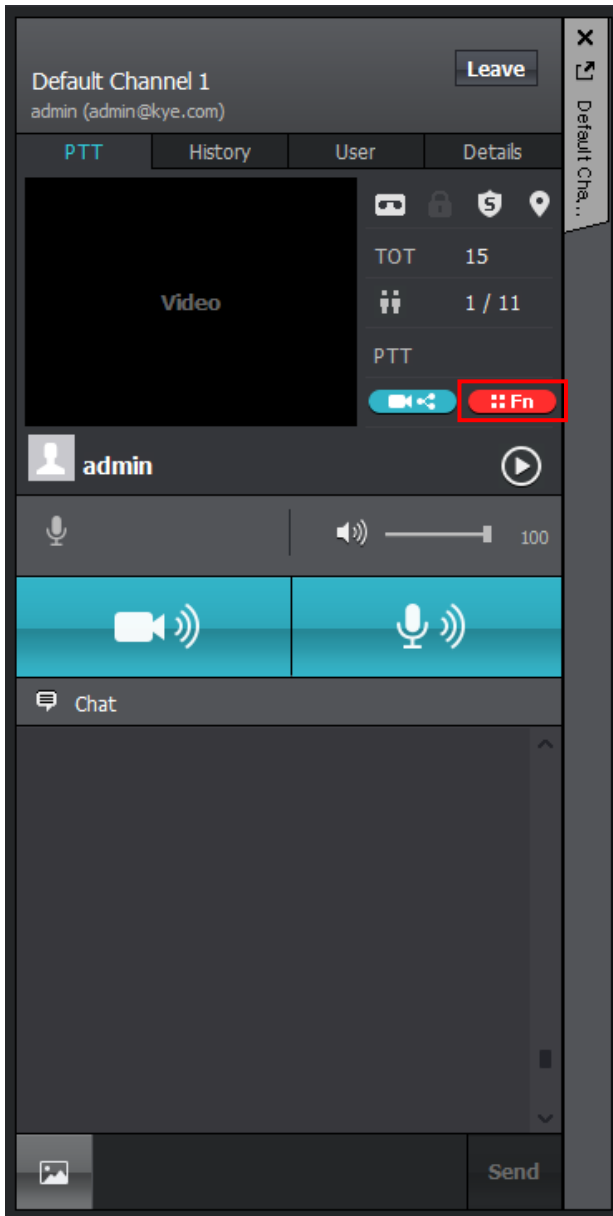 Default Channel 1
Leave
admin (admin@kye.com)
PTT History User Details
Video
S
TOT 15
1 / 11
PTT
Fn
admin
100
Chat
Send
Default Cha...